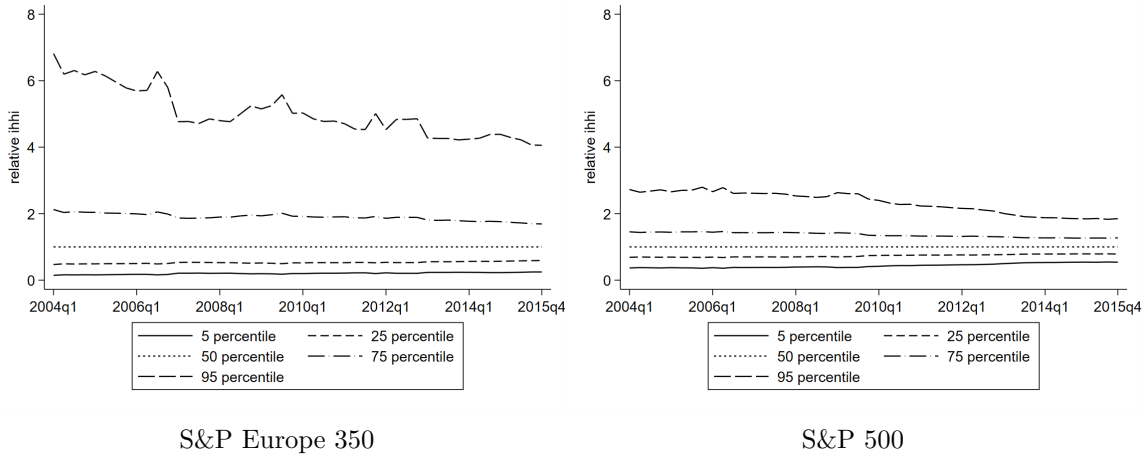 8
6
4
2
0
relative ihhi
2004q1 2006q1 2008q1 2010q1 2012q1 2014q1 2015q4
5 percentile 25 percentile
50 percentile 75 percentile
95 percentile
S&P Europe 350
8
6
4
2
0
relative ihhi
2004q1 2006q1 2008q1 2010q1 2012q1 2014q1 2015q4
5 percentile 25 percentile
50 percentile 75 percentile
95 percentile
S&P 500